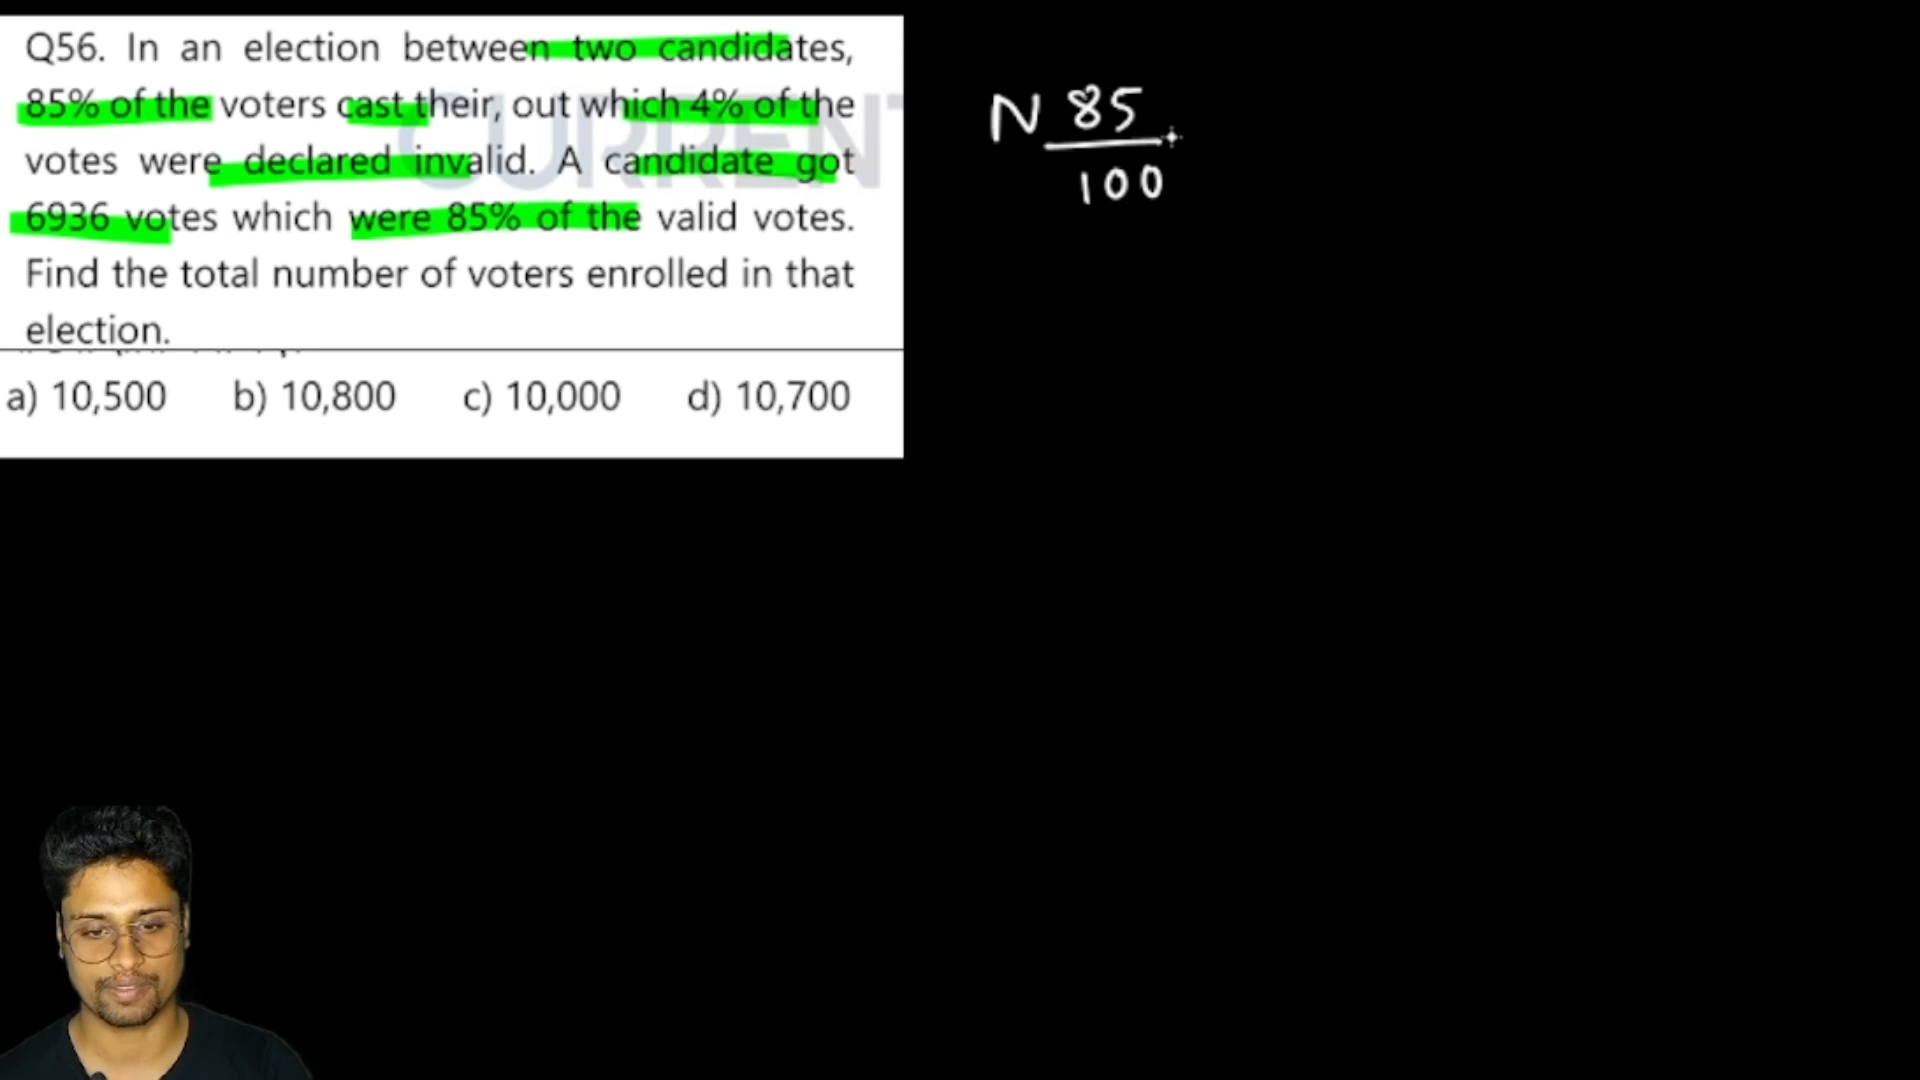 Q56. In an election between two candidates,
85% of the voters cast their, out which 4% of the
votes were declared invalid. A candidate got
6936 votes which were 85% of the valid votes.
Find the total number of voters enrolled in that
election.
a) 10,500 b) 10,800 c) 10,000 d) 10,700
N 85
100
CURRENT